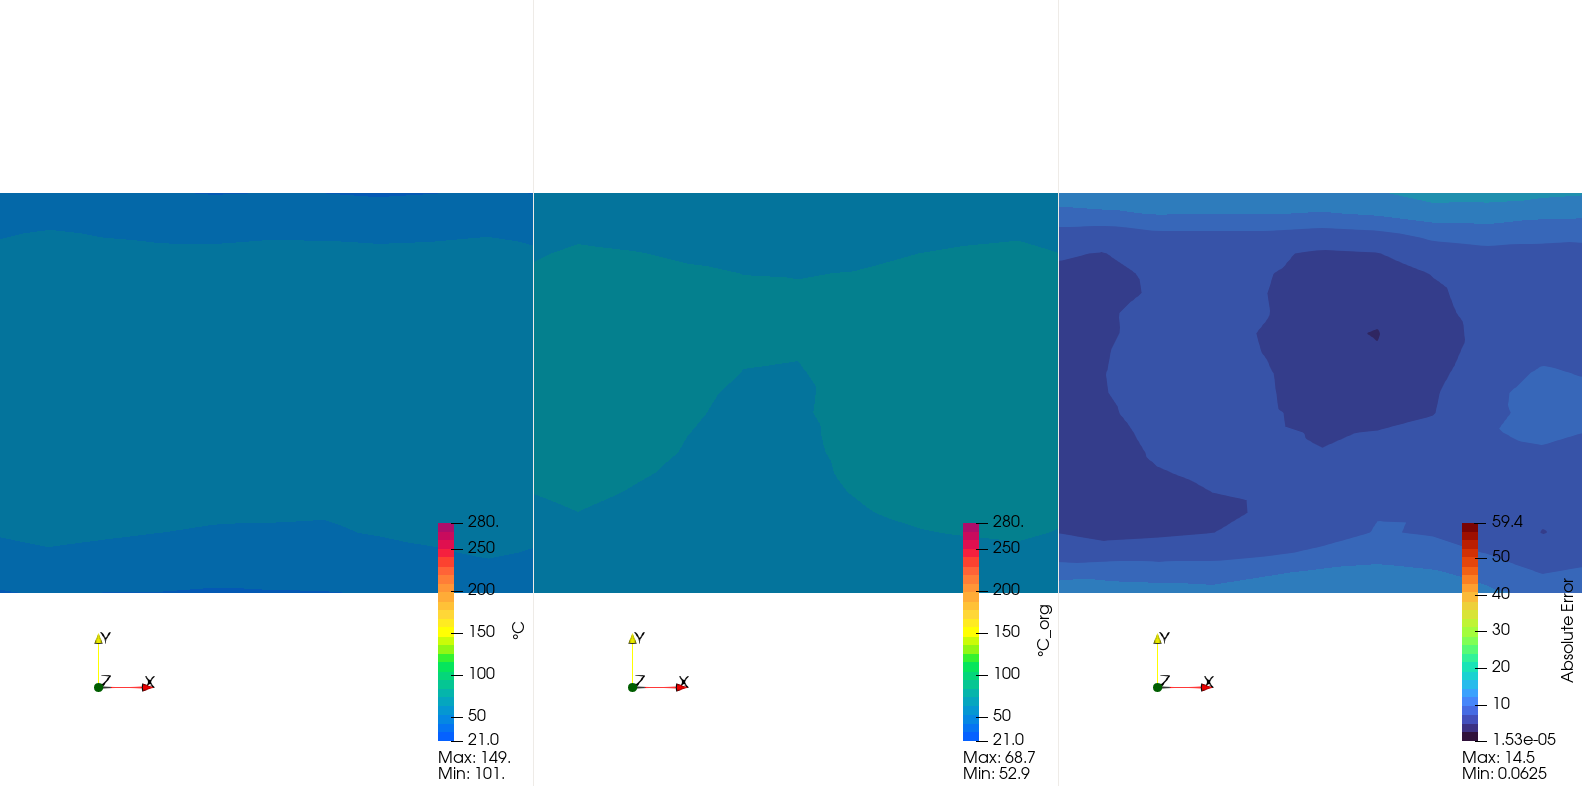 280.
250
200
150
100
50
21.0
°C
Max: 149.
Min: 101.
Y
Z
X
280.
250
200
150
100
50
21.0
°C_org
Max: 68.7
Min: 52.9
Y
Z
X
59.4
50
40
30
20
10
1.53e-05
Absolute Error
Max: 14.5
Min: 0.0625
Y
Z
X